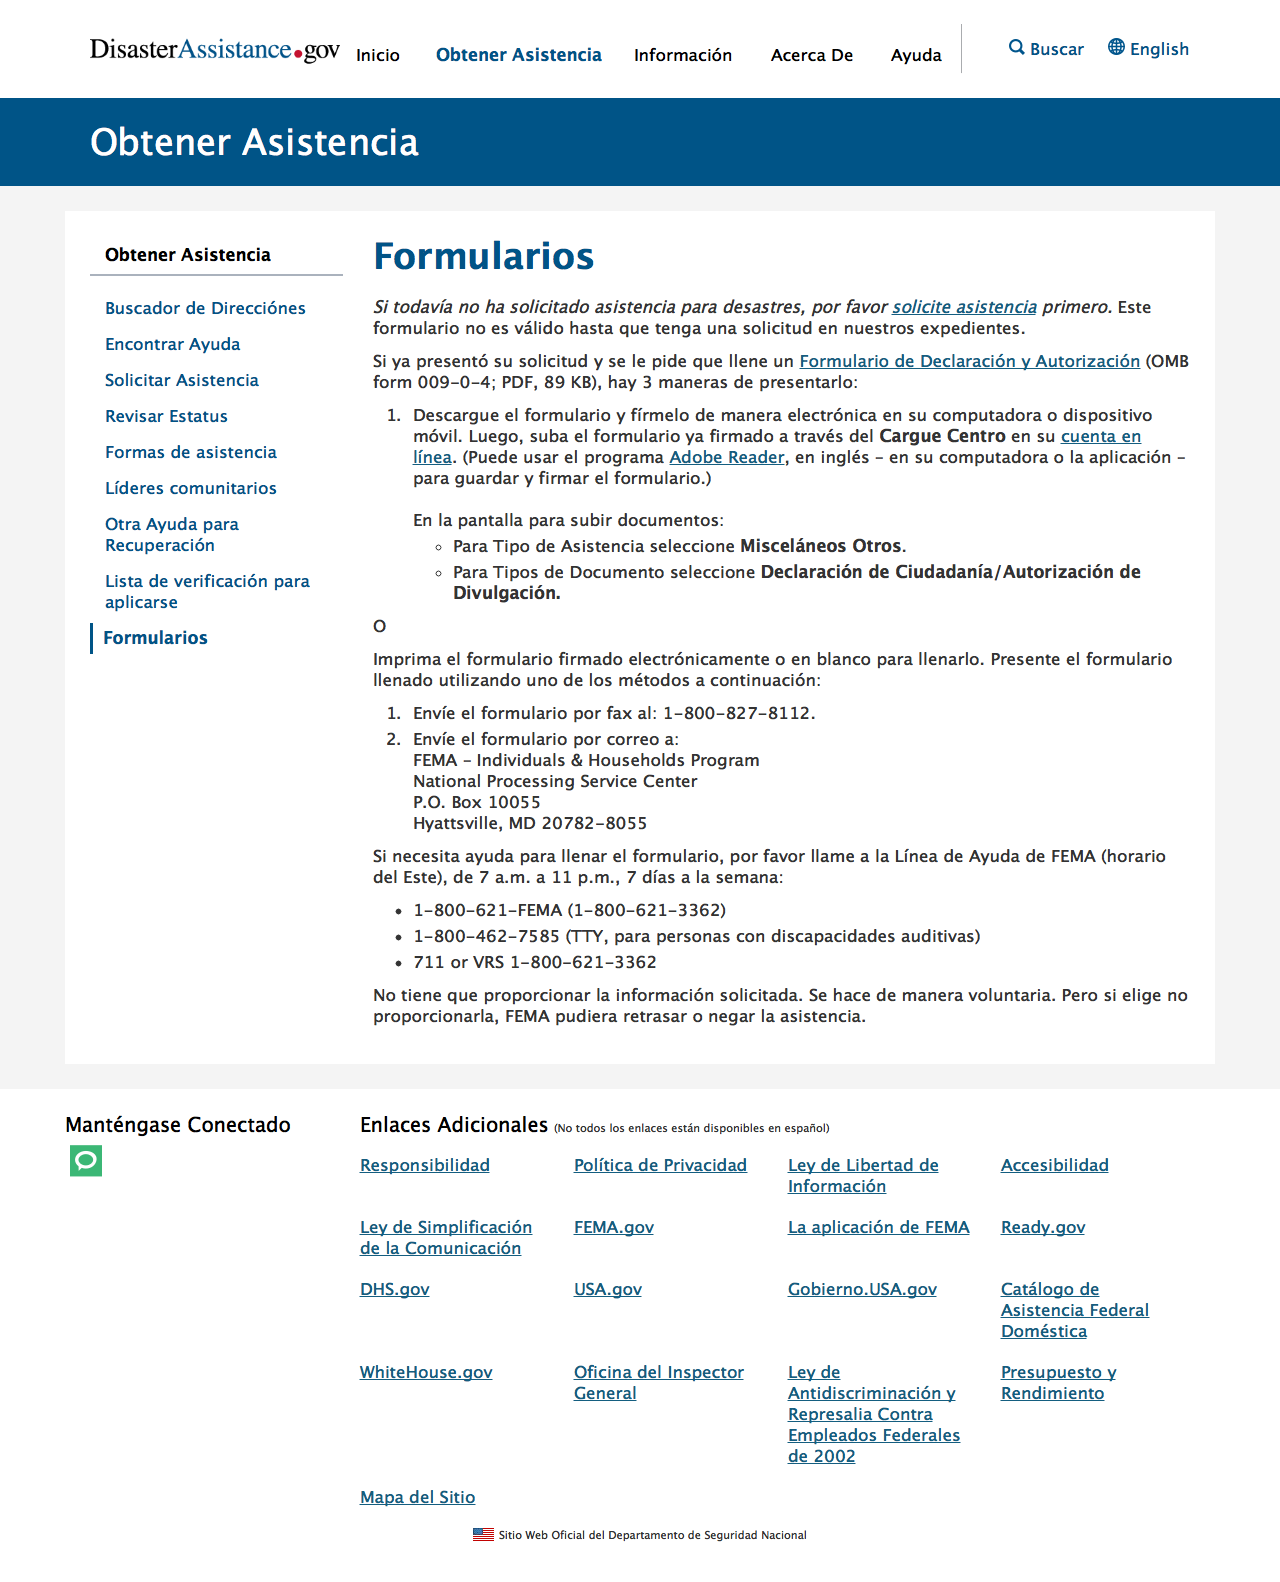 DisasterAssistance.gov
Inicio
Obtener Asistencia
Información
Acerca De
Ayuda
Buscar
English
Obtener Asistencia
Obtener Asistencia
Buscador de Direcciónes
Encontrar Ayuda
Solicitar Asistencia
Revisar Estatus
Formas de asistencia
Líderes comunitarios
Otra Ayuda para
Recuperación
Lista de verificación para
aplicarse
Formularios
Formularios
Si todavía no ha solicitado asistencia para desastres, por favor solicite asistencia primero. Este
formulario no es válido hasta que tenga una solicitud en nuestros expedientes.
Si ya presentó su solicitud y se le pide que llene un Formulario de Declaración y Autorización (OMB
form 009-0-4; PDF, 89 KB), hay 3 maneras de presentarlo:
1. Descargue el formulario y fírmelo de manera electrónica en su computadora o dispositivo
móvil. Luego, suba el formulario ya firmado a través del Cargue Centro en su cuenta en
línea. (Puede usar el programa Adobe Reader, en inglés – en su computadora o la aplicación –
para guardar y firmar el formulario.)
En la pantalla para subir documentos:
◦ Para Tipo de Asistencia seleccione Misceláneos Otros.
◦ Para Tipos de Documento seleccione Declaración de Ciudadanía/Autorización de
Divulgación.
O
Imprima el formulario firmado electrónicamente o en blanco para llenarlo. Presente el formulario
llenado utilizando uno de los métodos a continuación:
1. Envíe el formulario por fax al: 1-800-827-8112.
2. Envíe el formulario por correo a:
FEMA – Individuals & Households Program
National Processing Service Center
P.O. Box 10055
Hyattsville, MD 20782-8055
Si necesita ayuda para llenar el formulario, por favor llame a la Línea de Ayuda de FEMA (horario
del Este), de 7 a.m. a 11 p.m., 7 días a la semana:
• 1-800-621-FEMA (1-800-621-3362)
• 1-800-462-7585 (TTY, para personas con discapacidades auditivas)
• 711 or VRS 1-800-621-3362
No tiene que proporcionar la información solicitada. Se hace de manera voluntaria. Pero si elige no
proporcionarla, FEMA pudiera retrasar o negar la asistencia.
Manténgase Conectado
Enlaces Adicionales (No todos los enlaces están disponibles en español)
Responsibilidad
Política de Privacidad
Ley de Libertad de
Información
Accesibilidad
Ley de Simplificación
de la Comunicación
FEMA.gov
La aplicación de FEMA
Ready.gov
DHS.gov
USA.gov
Gobierno.USA.gov
Catálogo de
Asistencia Federal
Doméstica
WhiteHouse.gov
Oficina del Inspector
General
Ley de
Antidiscriminación y
Represalia Contra
Empleados Federales
de 2002
Presupuesto y
Rendimiento
Mapa del Sitio
Sitio Web Oficial del Departamento de Seguridad Nacional